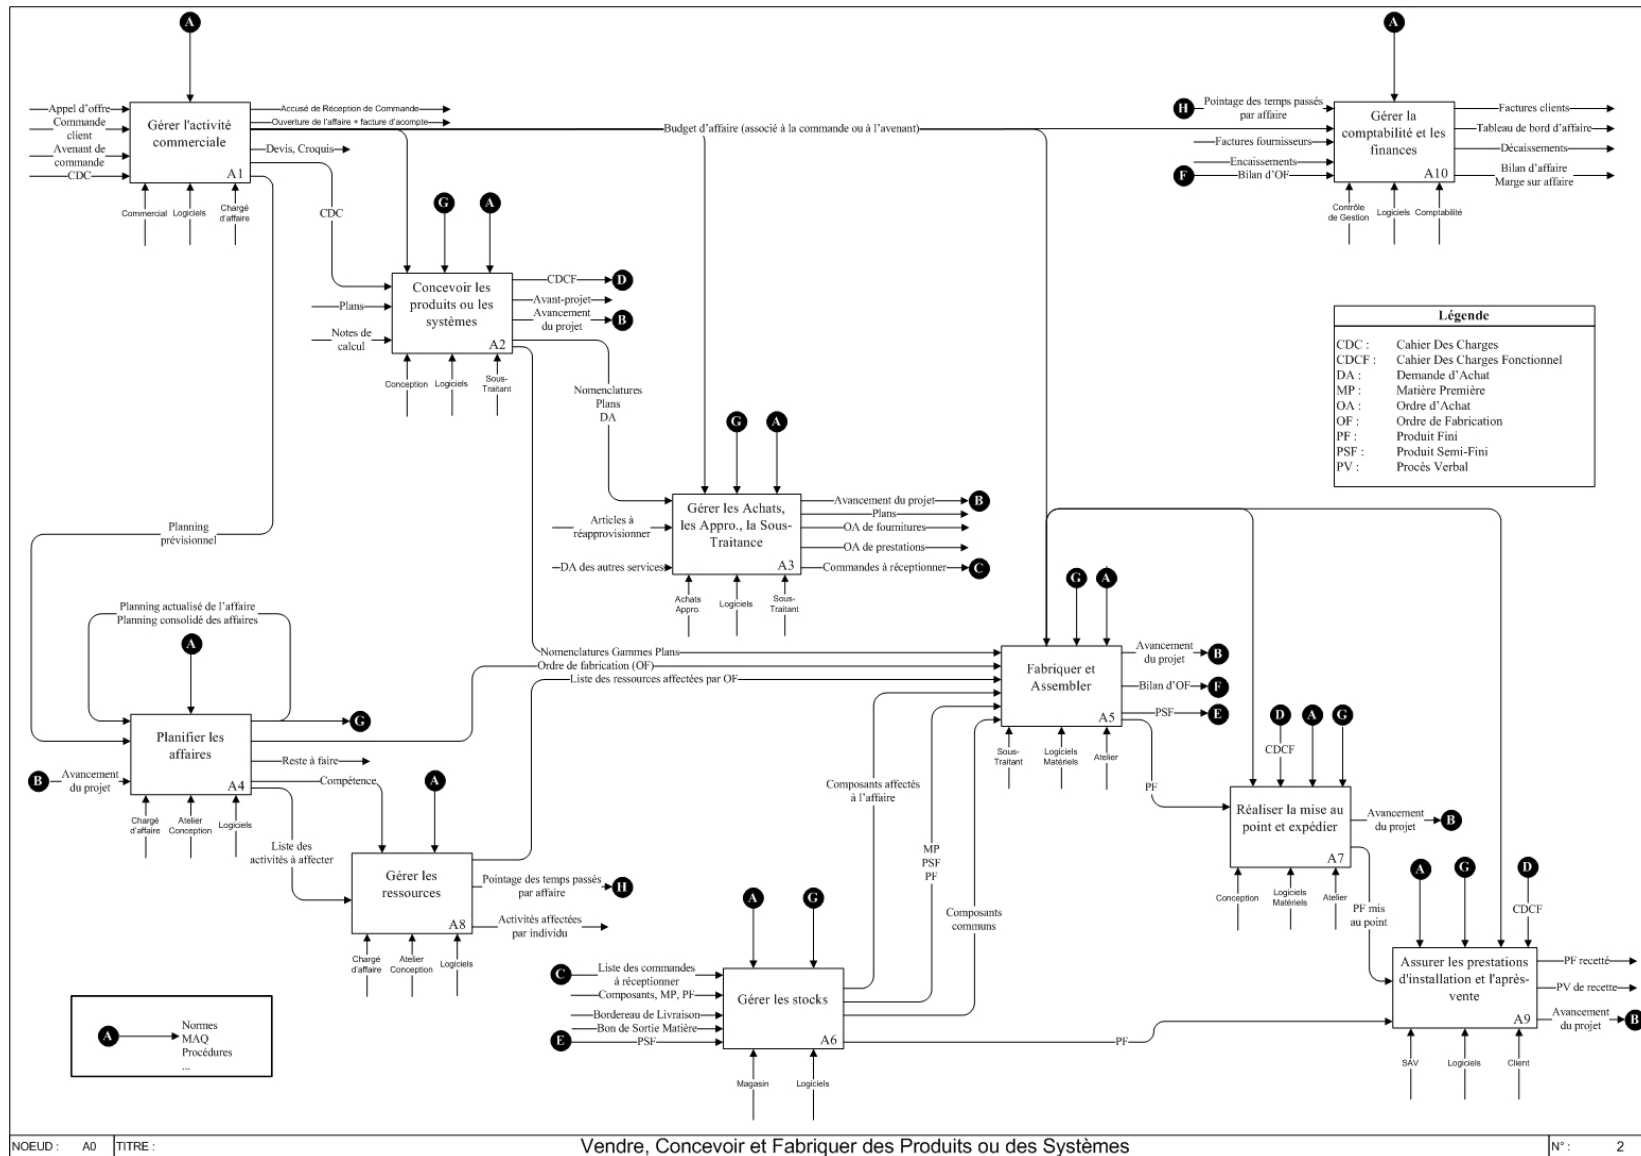 A
A
Appel d'offre
Commande
client
Avenant de
commande
CDC
Gérer l'activité
commerciale
A1
Accusé de Réception de Commande
Ouverture de l'affaire + facture d'acompte
Devis, Croquis
Budget d'affaire (associé à la commande ou à l'avenant)
Commercial
Logiciels
Chargé
d'affaire
CDC
H
Pointage des temps passés
par affaire
Factures fournisseurs
Encaissements
F
Bilan d'OF
Gérer la
comptabilité et les
finances
A10
Factures clients
Tableau de bord d'affaire
Décaissements
Bilan d'affaire
Marge sur affaire
Contrôle
de Gestion
Logiciels
Comptabilité
G
A
Plans
Notes de
calcul
Concevoir les
produits ou les
systèmes
A2
CDCF
D
Avant-projet
Avancement
du projet
B
Conception
Logiciels
Sous-
Traitant
Nomenclatures
Plans
DA
Légende
CDC : Cahier Des Charges
CDCF : Cahier Des Charges Fonctionnel
DA : Demande d'Achat
MP : Matière Première
OA : Ordre d'Achat
OF : Ordre de Fabrication
PF : Produit Fini
PSF : Produit Semi-Fini
PV : Procès Verbal
G
A
Articles à
réapprovisionner
DA des autres services
Gérer les Achats,
les Appro., la Sous-
Traitance
A3
Avancement du projet
B
Plans
OA de fournitures
OA de prestations
Commandes à réceptionner
C
Achats
Appro.
Logiciels
Sous-
Traitant
Planning
prévisionnel
Planning actualisé de l'affaire
Planning consolidé des affaires
A
B
Avancement
du projet
Planifier les
affaires
A4
G
Reste à faire
Compétence
Chargé
d'affaire
Atelier
Conception
Logiciels
Liste des
activités à affecter
Nomenclatures Gammes Plans
Ordre de fabrication (OF)
Liste des ressources affectées par OF
G
A
Fabriquer et
Assembler
A5
Avancement
du projet
B
Bilan d'OF
F
PSF
E
Sous-
Traitant
Logiciels
Matériels
Atelier
PF
Composants affectés
à l'affaire
MP
PSF
PF
Composants
communs
A
Gérer les
ressources
A8
Pointage des temps passés
par affaire
H
Activités affectées
par individu
Chargé
d'affaire
Atelier
Conception
Logiciels
D
CDCF
A
G
Réaliser la mise au
point et expédier
A7
Avancement
du projet
B
Conception
Logiciels
Matériels
Atelier
PF mis
au point
A
G
C
Liste des commandes
à réceptionner
Composants, MP, PF
Bordereau de Livraison
Bon de Sortie Matière
E
PSF
Gérer les stocks
A6
PF
Magasin
Logiciels
A
G
D
CDCF
Assurer les prestations
d'installation et l'après-
vente
A9
PF recetté
PV de recette
Avancement
du projet
B
SAV
Logiciels
Client
A
Normes
MAQ
Procédures
...
NOEUD : A0
TITRE :
Vendre, Concevoir et Fabriquer des Produits ou des Systèmes
N° : 2